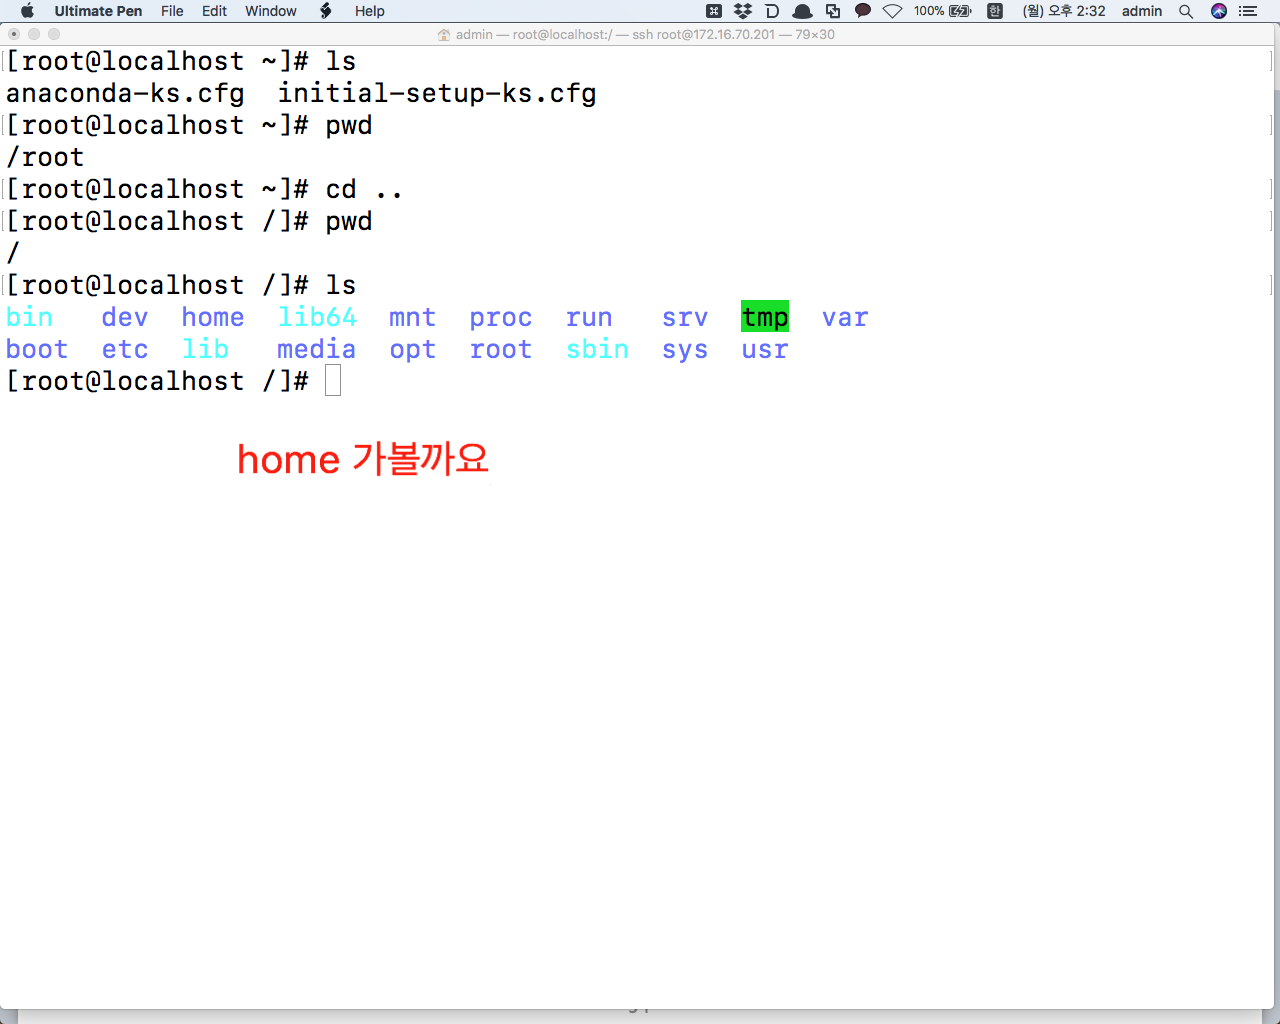 Ultimate Pen File Edit Window Help 100% 한 (월) 오후 2:32 admin
admin — root@localhost:/ — ssh root@172.16.70.201 — 79×30
[root@localhost ~]# ls
anaconda-ks.cfg initial-setup-ks.cfg
[root@localhost ~]# pwd
/root
[root@localhost ~]# cd ..
[root@localhost /]# pwd
/
[root@localhost /]# ls
bin dev home lib64 mnt proc run srv tmp var
boot etc lib media opt root sbin sys usr
[root@localhost /]#
home 가볼까요